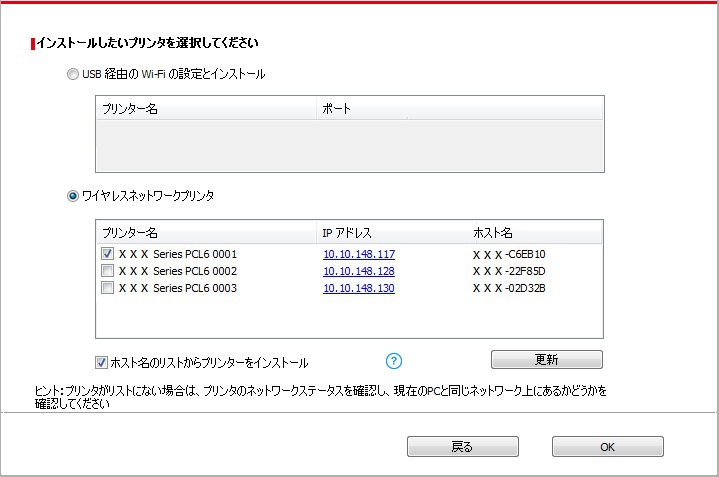 インストールしたいプリンタを選択してください
USB 経由の Wi-Fi の設定とインストール
プリンター名 ポート
ワイヤレスネットワークプリンタ
プリンター名 IP アドレス ホスト名
X X X Series PCL6 0001 10.10.148.117 X X X -C6EB10
X X X Series PCL6 0002 10.10.148.128 X X X -22F85D
X X X Series PCL6 0003 10.10.148.130 X X X -02D32B
ホスト名のリストからプリンターをインストール ? 更新
ヒント：プリンタがリストにない場合は、プリンタのネットワークステータスを確認し、現在のPCと同じネットワーク上にあるかどうかを
確認してください
戻る OK